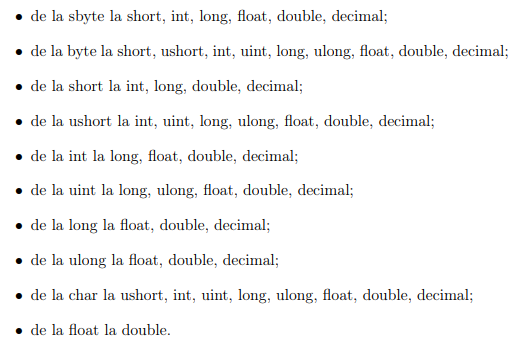 • de la sbyte la short, int, long, float, double, decimal;
• de la byte la short, ushort, int, uint, long, ulong, float, double, decimal;
• de la short la int, long, double, decimal;
• de la ushort la int, uint, long, ulong, float, double, decimal;
• de la int la long, float, double, decimal;
• de la uint la long, ulong, float, double, decimal;
• de la long la float, double, decimal;
• de la ulong la float, double, decimal;
• de la char la ushort, int, uint, long, ulong, float, double, decimal;
• de la float la double.